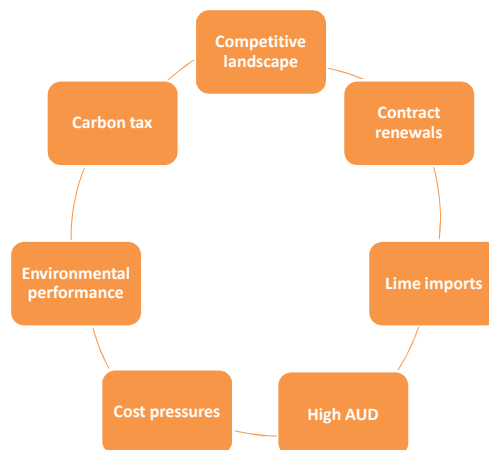 Competitive
landscape
Contract
renewals
Lime imports
High AUD
Cost pressures
Environmental
performance
Carbon tax